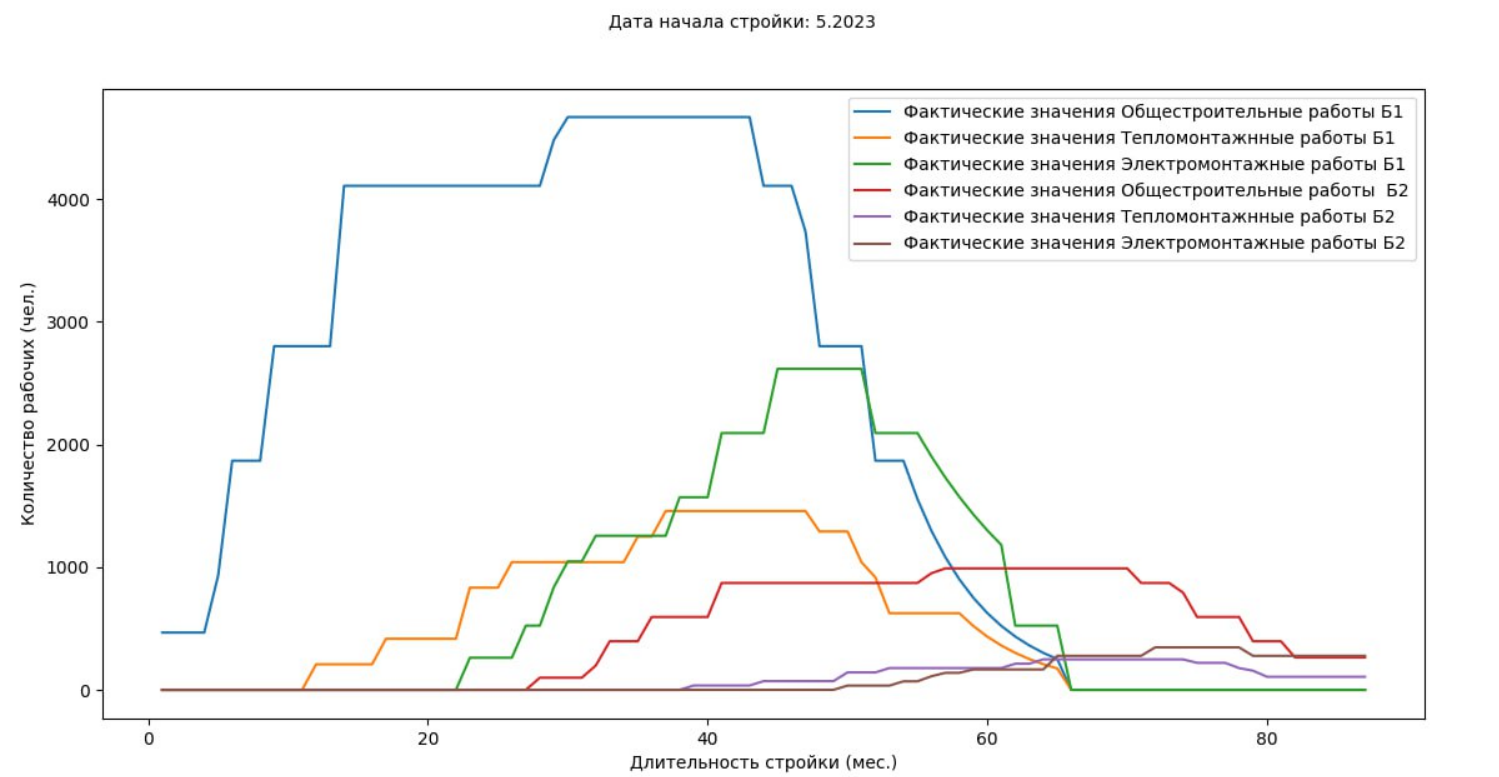 Дата начала стройки: 5.2023
Фактические значения Общестроительные работы Б1
Фактические значения Тепломонтажнные работы Б1
Фактические значения Электромонтажные работы Б1
Фактические значения Общестроительные работы  Б2
Фактические значения Тепломонтажнные работы Б2
Фактические значения Электромонтажные работы Б2
Количество рабочих (чел.)
4000
3000
2000
1000
0
0 20 40 60 80
Длительность стройки (мес.)